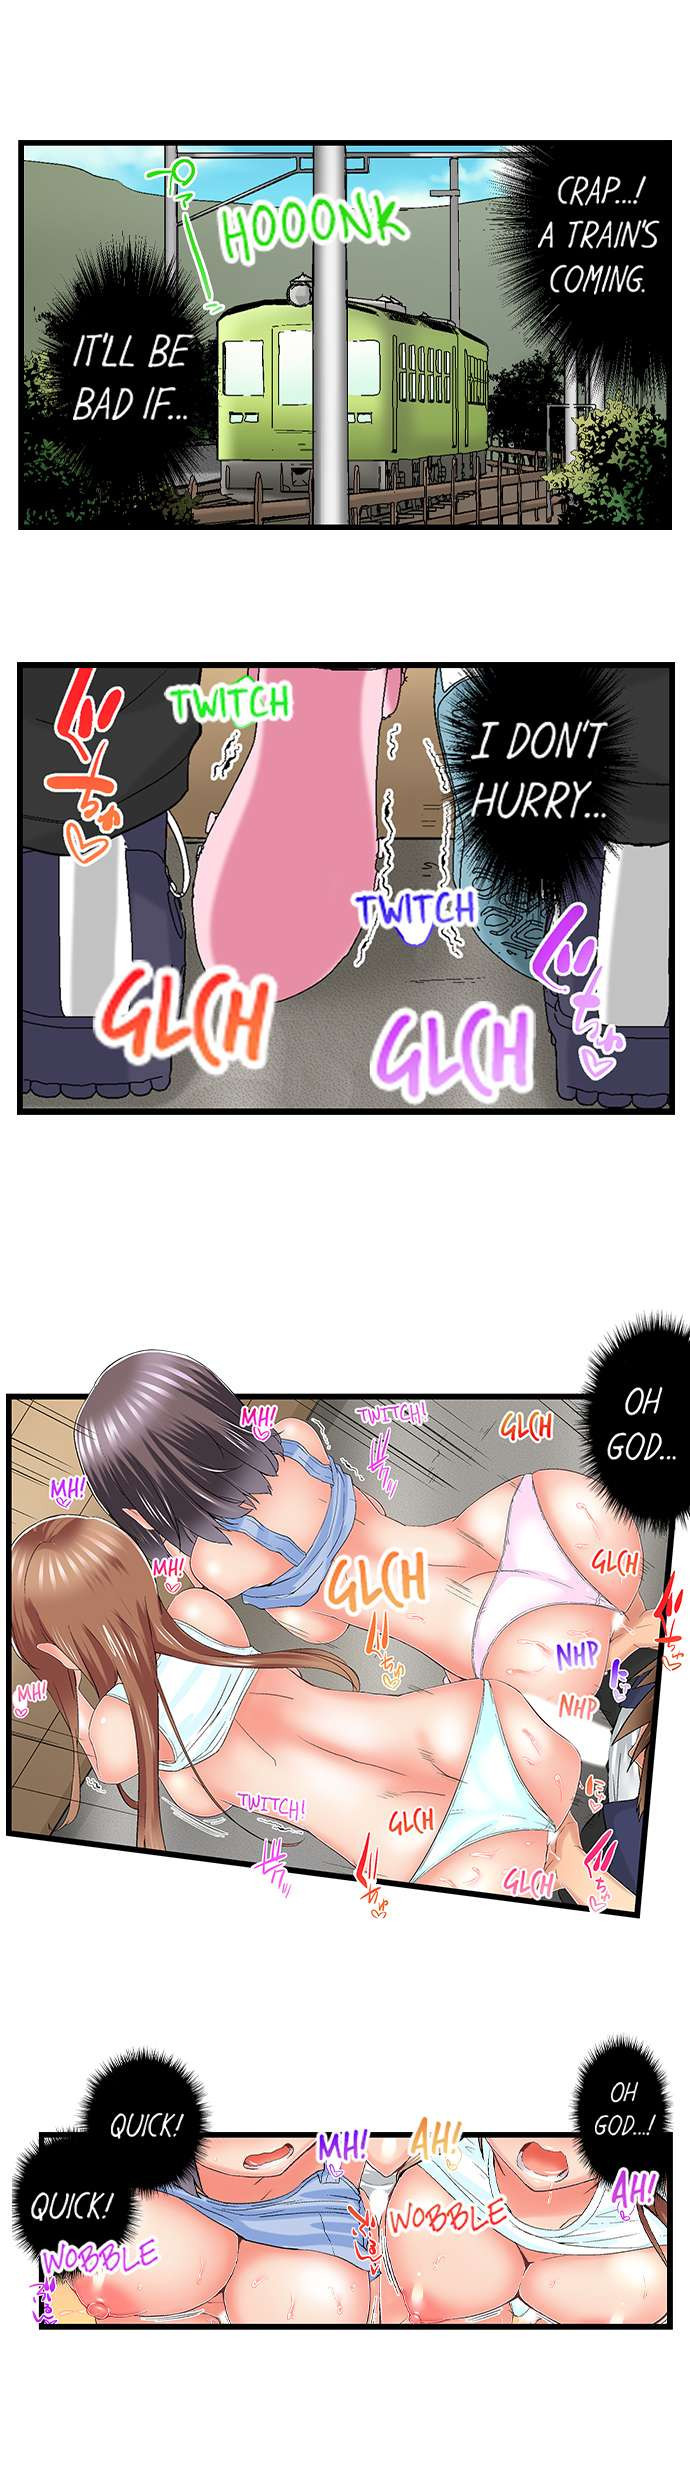 CRAP...!
A TRAIN'S
COMING.
HOOONK
IT'LL BE
BAD IF...
TWITCH
I DON'T
HURRY...
TWITCH
GLCH
GLCH
OH
GOD...
MH!
TWITCH!
GLCH
MH!
GLCH
MH!
GLCH
NHP
MH!
NHP
TWITCH!
GLCH
GLCH
OH
GOD...!
QUICK!
MH!
AH!
QUICK!
AH!
WOBBLE
WOBBLE